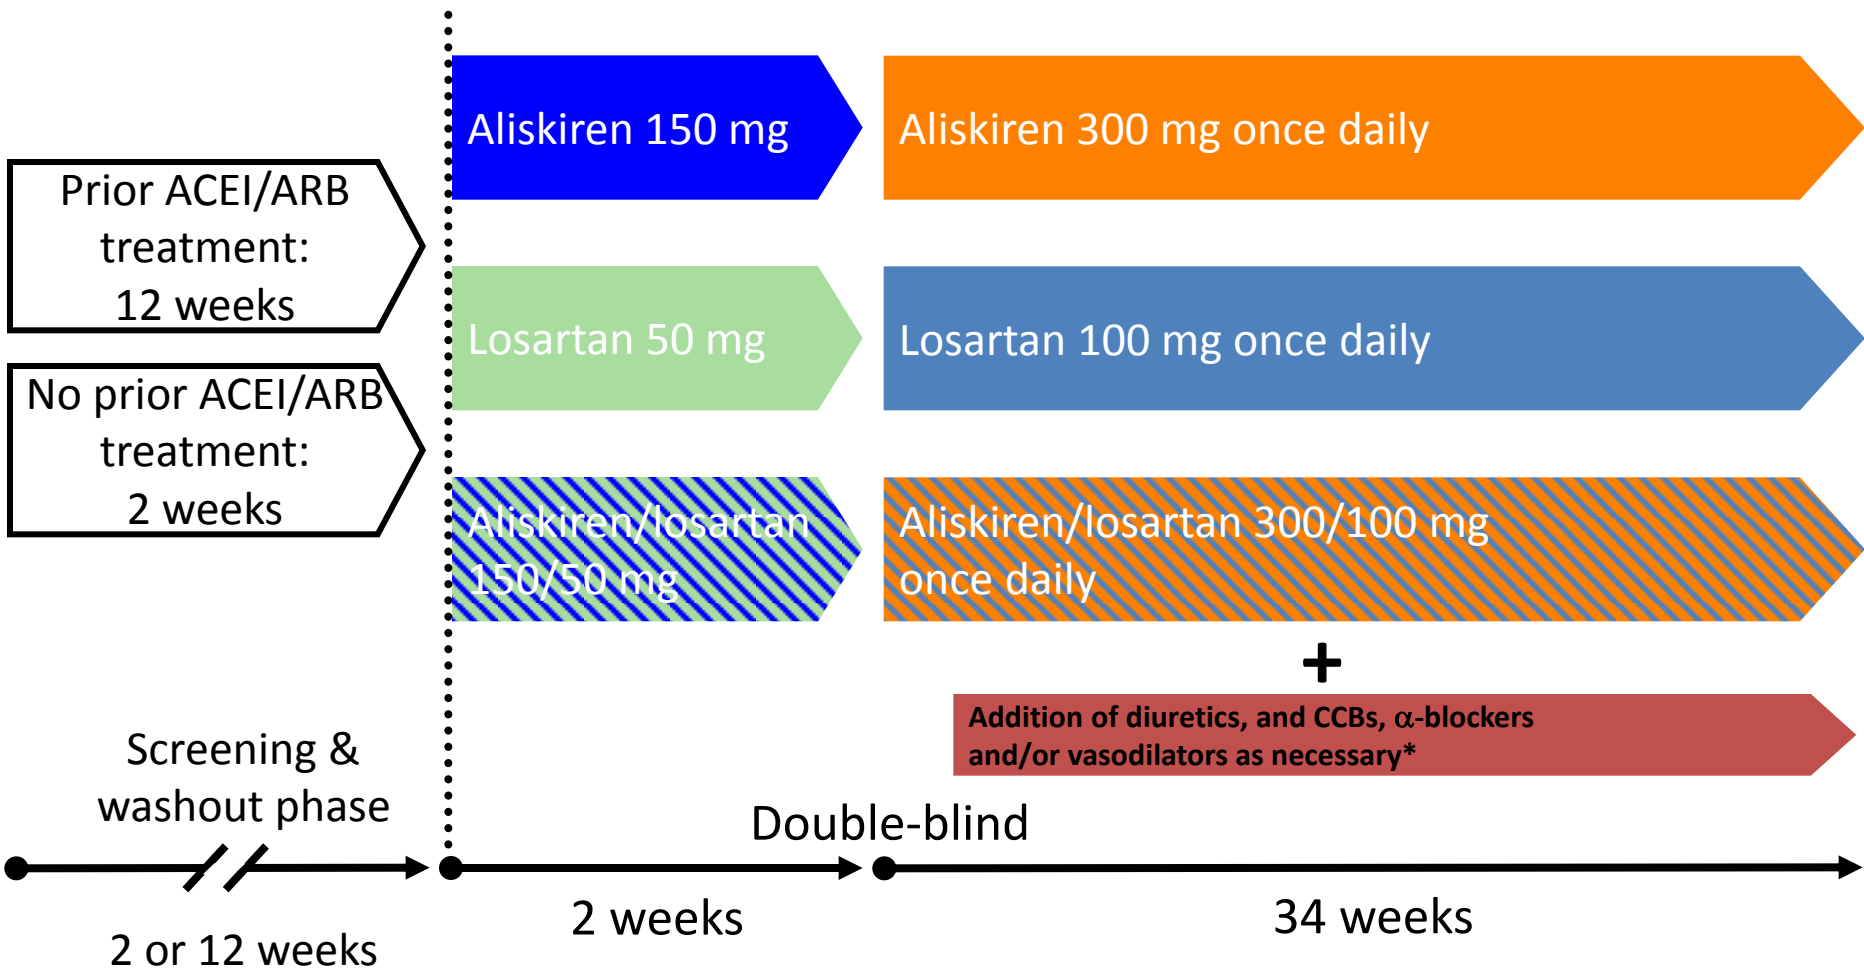 Prior ACEI/ARB
treatment:
12 weeks
No prior ACEI/ARB
treatment:
2 weeks
Aliskiren 150 mg
Aliskiren 300 mg once daily
Losartan 50 mg
Losartan 100 mg once daily
Aliskiren/losartan
150/50 mg
Aliskiren/losartan 300/100 mg
once daily
+
Addition of diuretics, and CCBs, α-blockers
and/or vasodilators as necessary*
Screening &
washout phase
Double-blind
2 or 12 weeks
2 weeks
34 weeks